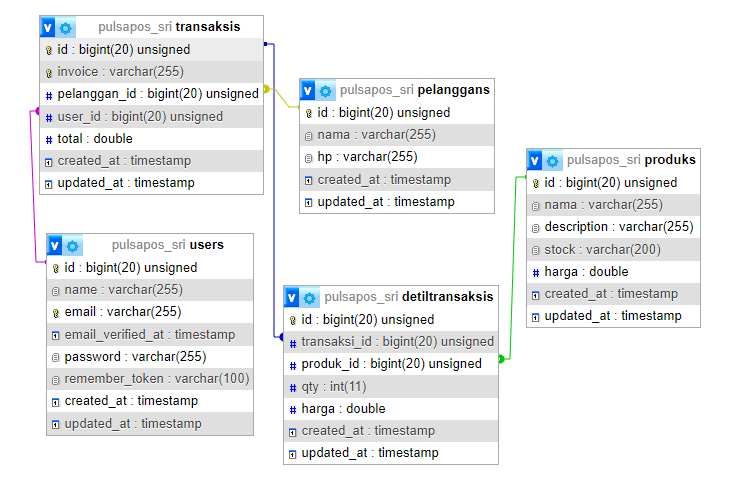 pulsapos_sri transaksis
id : bigint(20) unsigned
invoice : varchar(255)
pelanggan_id : bigint(20) unsigned
user_id : bigint(20) unsigned
total : double
created_at : timestamp
updated_at : timestamp
pulsapos_sri pelanggans
id : bigint(20) unsigned
nama : varchar(255)
hp : varchar(255)
created_at : timestamp
updated_at : timestamp
pulsapos_sri produks
id : bigint(20) unsigned
nama : varchar(255)
description : varchar(255)
stock : varchar(200)
harga : double
created_at : timestamp
updated_at : timestamp
pulsapos_sri users
id : bigint(20) unsigned
name : varchar(255)
email : varchar(255)
email_verified_at : timestamp
password : varchar(255)
remember_token : varchar(100)
created_at : timestamp
updated_at : timestamp
pulsapos_sri detiltransaksis
id : bigint(20) unsigned
transaksi_id : bigint(20) unsigned
produk_id : bigint(20) unsigned
qty : int(11)
harga : double
created_at : timestamp
updated_at : timestamp